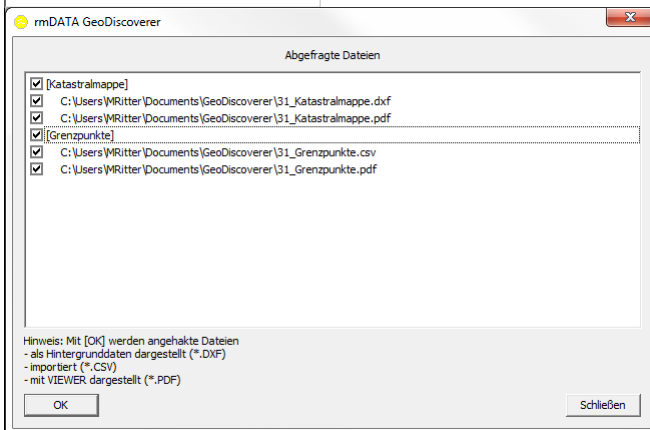 rmDATA GeoDiscoverer
x
Abgefragte Dateien
[Katastralmappe]
C:\Users\MRitter\Documents\GeoDiscoverer\31_Katastralmappe.dxf
C:\Users\MRitter\Documents\GeoDiscoverer\31_Katastralmappe.pdf
[Grenzpunkte]
C:\Users\MRitter\Documents\GeoDiscoverer\31_Grenzpunkte.csv
C:\Users\MRitter\Documents\GeoDiscoverer\31_Grenzpunkte.pdf
Hinweis: Mit [OK] werden angehakte Dateien
- als Hintergrunddaten dargestellt (*.DXF)
- importiert (*.CSV)
- mit VIEWER dargestellt (*.PDF)
OK
Schließen